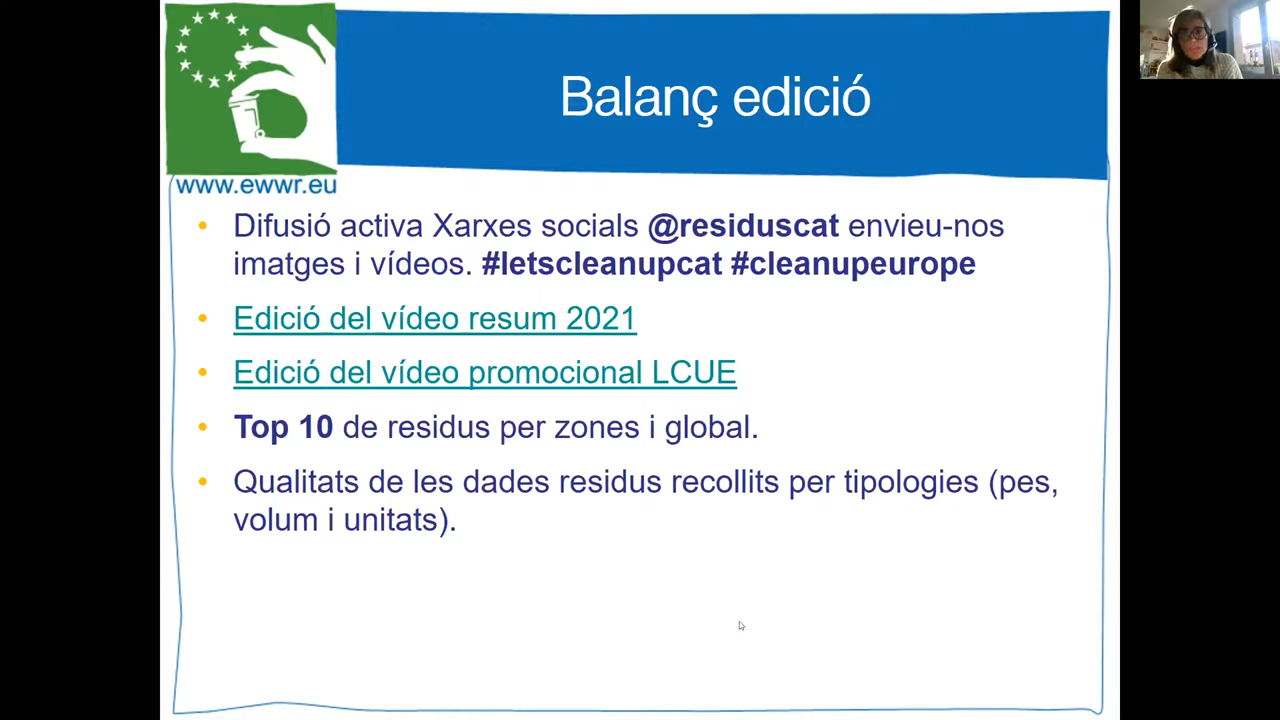 Balanç edició
www.ewwr.eu
Difusió activa Xarxes socials @residuscat envieu-nos
imatges i vídeos. #letscleanupcat #cleanupeurope
Edició del vídeo resum 2021
Edició del vídeo promocional LCUE
Top 10 de residus per zones i global.
Qualitats de les dades residus recollits per tipologies (pes,
volum i unitats).